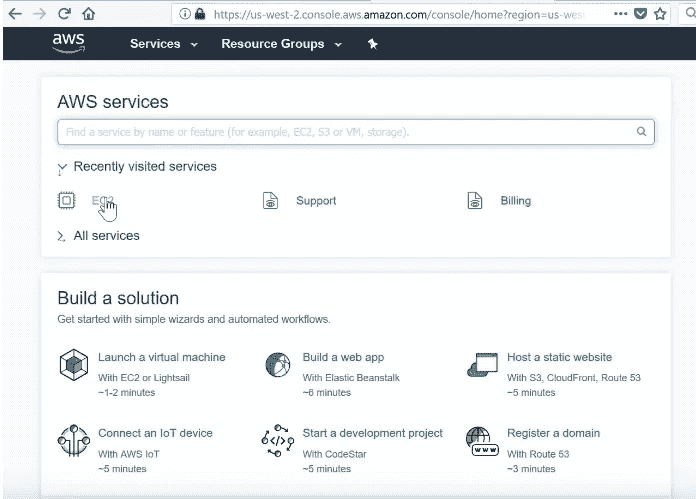 https://us-west-2.console.aws.amazon.com/console/home?region=us-wes
aws Services Resource Groups
AWS services
Find a service by name or feature (for example, EC2, S3 or VM, storage).
Recently visited services
EC2 Support Billing
All services
Build a solution
Get started with simple wizards and automated workflows.
Launch a virtual machine
With EC2 or Lightsail
~1-2 minutes
Build a web app
With Elastic Beanstalk
~6 minutes
Host a static website
With S3, CloudFront, Route 53
~5 minutes
Connect an IoT device
With AWS IoT
~5 minutes
Start a development project
With CodeStar
~5 minutes
WWW
Register a domain
With Route 53
~3 minutes